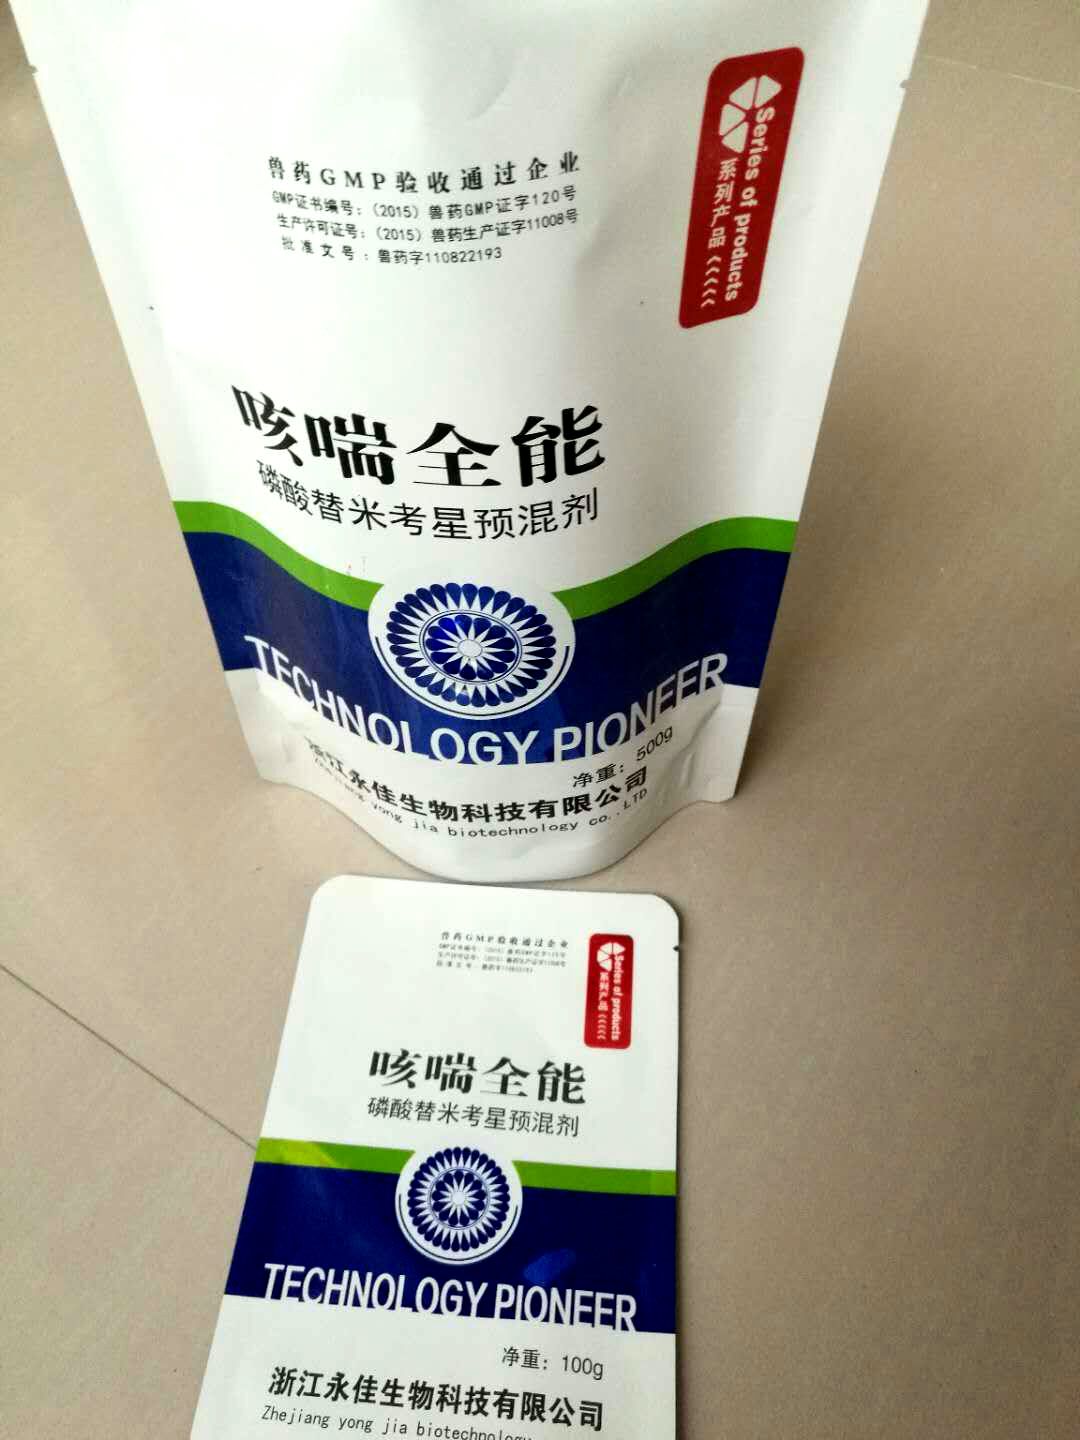 兽药GMP验收通过企业
GMP证书编号：（2015）兽药GMP证字120号
生产许可证号：（2015）兽药生产证字11008号
批准文号：兽药字110822193
Series of products
系列产品 <<<<<
咳喘全能
磷酸替米考星预混剂
TECHNOLOGY PIONEER
净重：500g
浙江永佳生物科技有限公司
yong jia biotechnology co.,LTD
兽药GMP验收通过企业
Series of products
系列产品 <<<<<
咳喘全能
磷酸替米考星预混剂
TECHNOLOGY PIONEER
净重：100g
浙江永佳生物科技有限公司
Zhejiang yong jia biotechnology